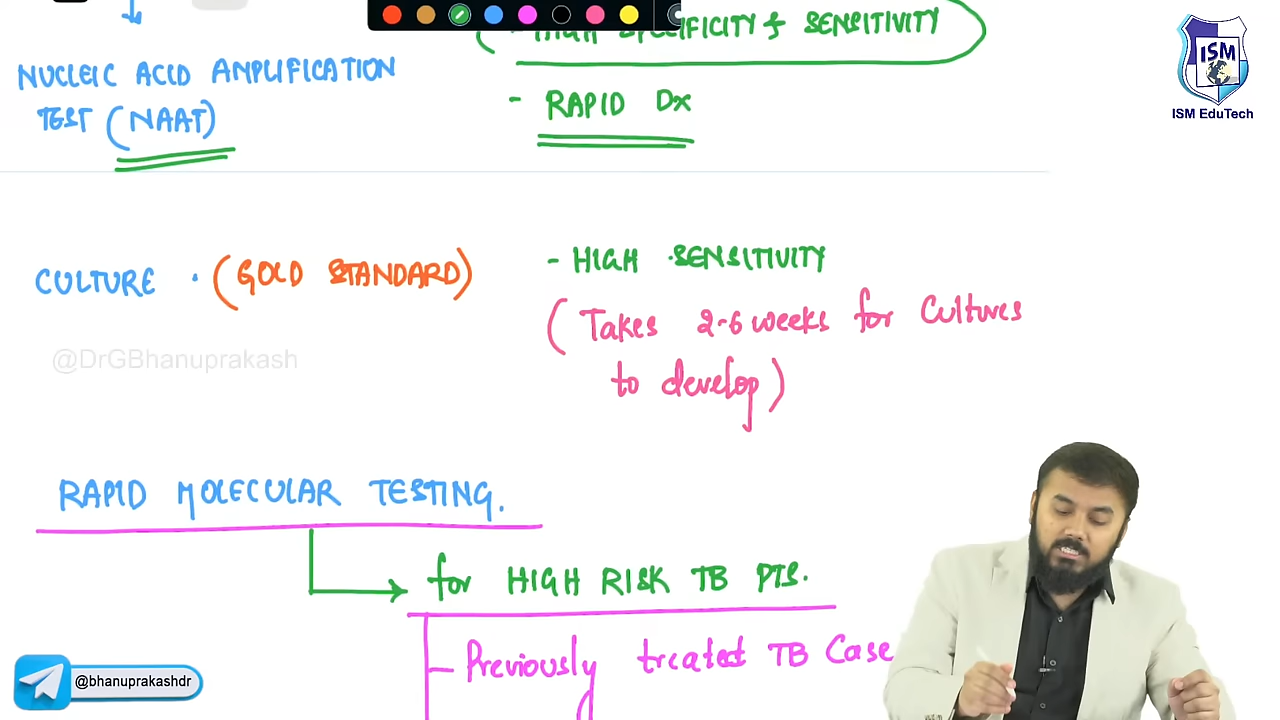 - HIGH SPECIFICITY & SENSITIVITY
NUCLEIC ACID AMPLIFICATION
TEST (NAAT)
- RAPID Dx
ISM
ISM EduTech
CULTURE . (GOLD STANDARD)
- HIGH SENSITIVITY
(Takes 2-6 weeks for Cultures
to develop)
@DrGBhanuprakash
RAPID MOLECULAR TESTING.
for HIGH RISK TB PTS.
Previously treated TB Case
@bhanuprakashdr